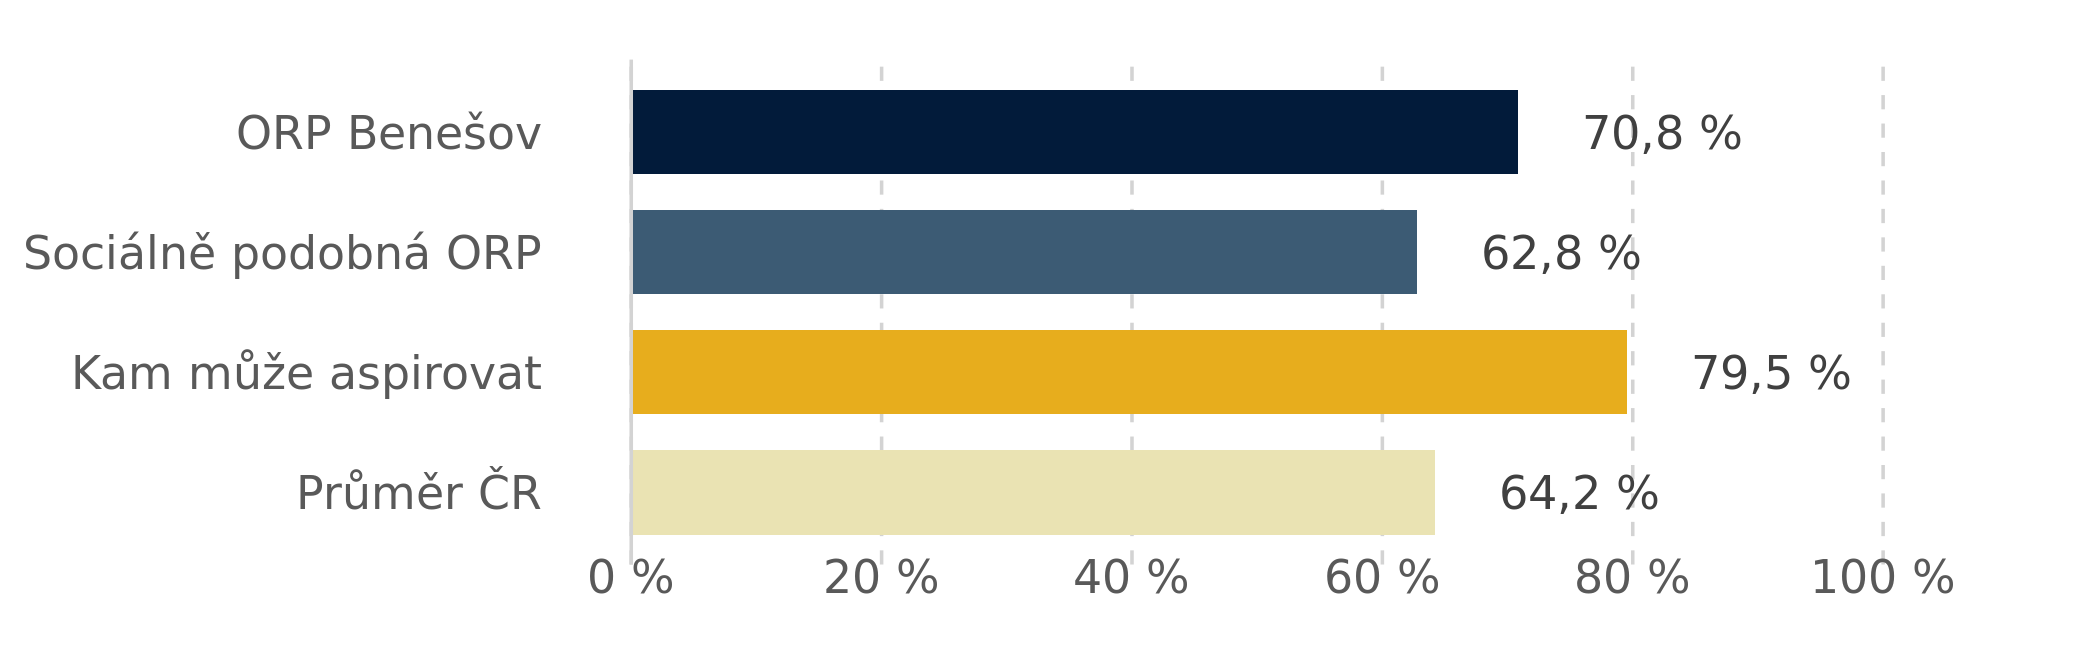 ORP Benešov 70,8 %
Sociálně podobná ORP 62,8 %
Kam může aspirovat 79,5 %
Průměr ČR 64,2 %
0 % 20 % 40 % 60 % 80 % 100 %